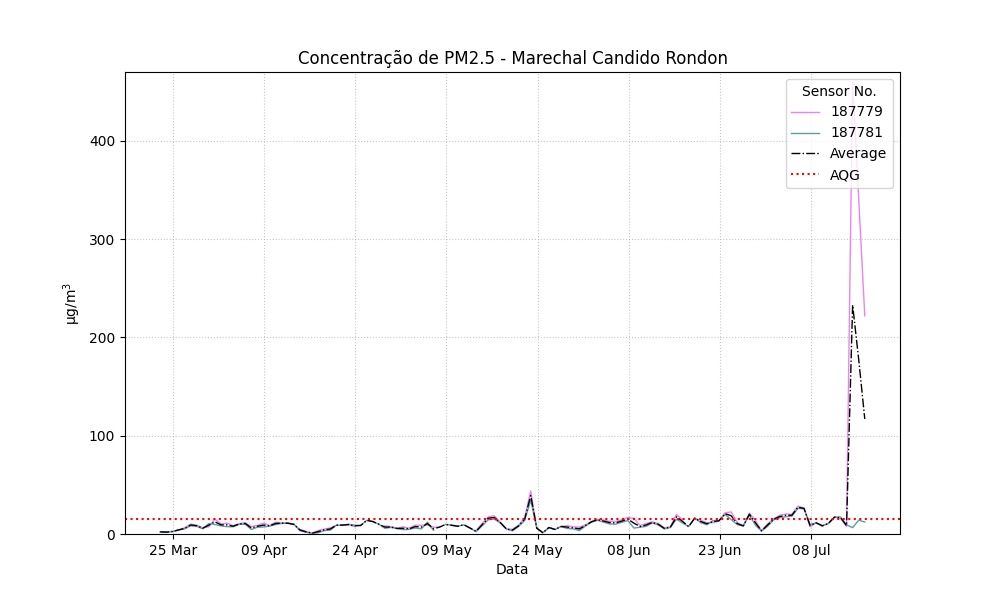 Concentração de PM2.5 - Marechal Candido Rondon
Sensor No.
187779
187781
Average
AQG
400
300
200
100
0
µg/m³
25 Mar
09 Apr
24 Apr
09 May
24 May
08 Jun
23 Jun
08 Jul
Data